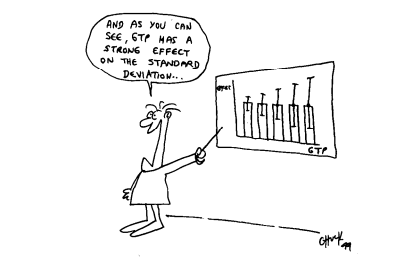 AND AS YOU CAN
SEE, GTP HAS A
STRONG EFFECT
ON THE STANDARD
DEVIATION...
GTP